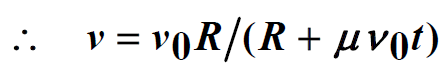 ∴ v = v₀R/(R + μv₀t)